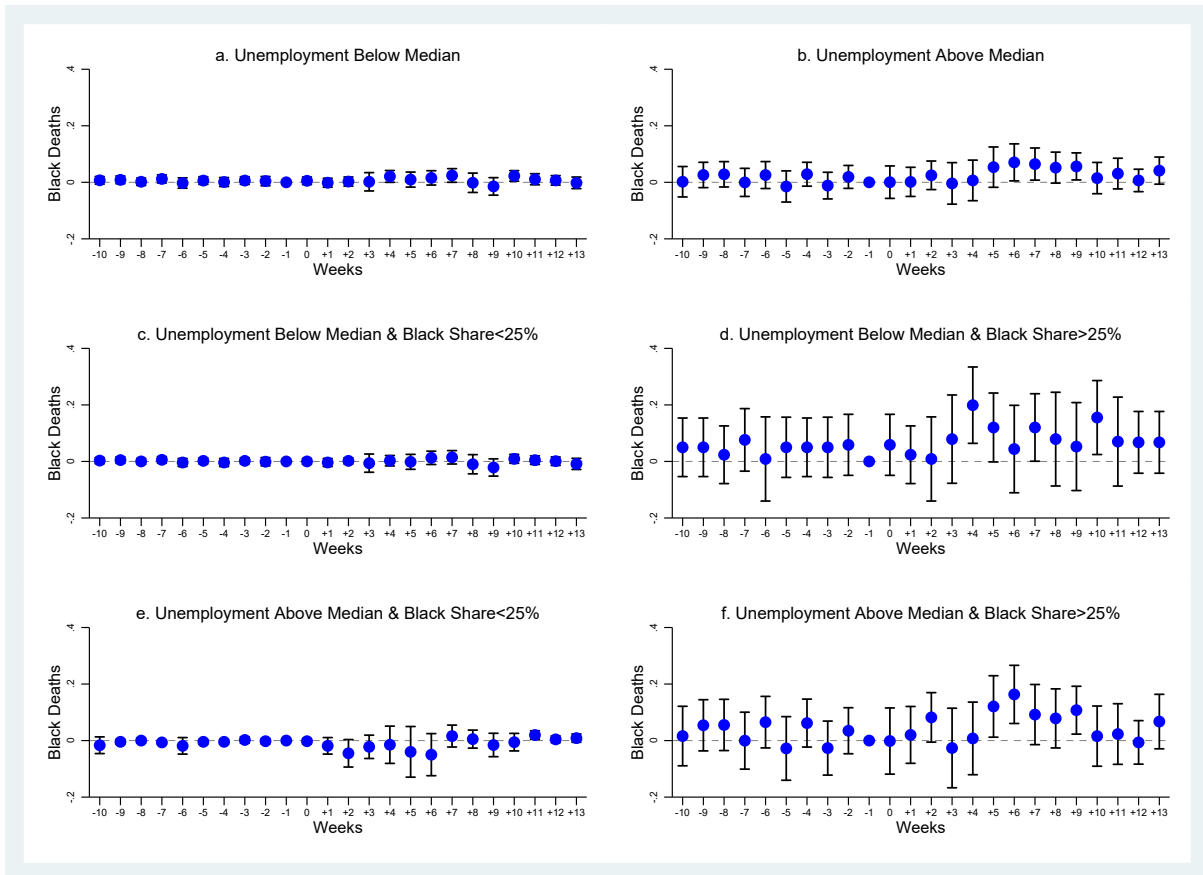 a. Unemployment Below Median
Black Deaths
.4
.2
0
-.2
-10 -9 -8 -7 -6 -5 -4 -3 -2 -1 0 +1 +2 +3 +4 +5 +6 +7 +8 +9 +10 +11 +12 +13
Weeks
b. Unemployment Above Median
Black Deaths
.4
.2
0
-.2
-10 -9 -8 -7 -6 -5 -4 -3 -2 -1 0 +1 +2 +3 +4 +5 +6 +7 +8 +9 +10 +11 +12 +13
Weeks
c. Unemployment Below Median & Black Share<25%
Black Deaths
.4
.2
0
-.2
-10 -9 -8 -7 -6 -5 -4 -3 -2 -1 0 +1 +2 +3 +4 +5 +6 +7 +8 +9 +10 +11 +12 +13
Weeks
d. Unemployment Below Median & Black Share>25%
Black Deaths
.4
.2
0
-.2
-10 -9 -8 -7 -6 -5 -4 -3 -2 -1 0 +1 +2 +3 +4 +5 +6 +7 +8 +9 +10 +11 +12 +13
Weeks
e. Unemployment Above Median & Black Share<25%
Black Deaths
.4
.2
0
-.2
-10 -9 -8 -7 -6 -5 -4 -3 -2 -1 0 +1 +2 +3 +4 +5 +6 +7 +8 +9 +10 +11 +12 +13
Weeks
f. Unemployment Above Median & Black Share>25%
Black Deaths
.4
.2
0
-.2
-10 -9 -8 -7 -6 -5 -4 -3 -2 -1 0 +1 +2 +3 +4 +5 +6 +7 +8 +9 +10 +11 +12 +13
Weeks